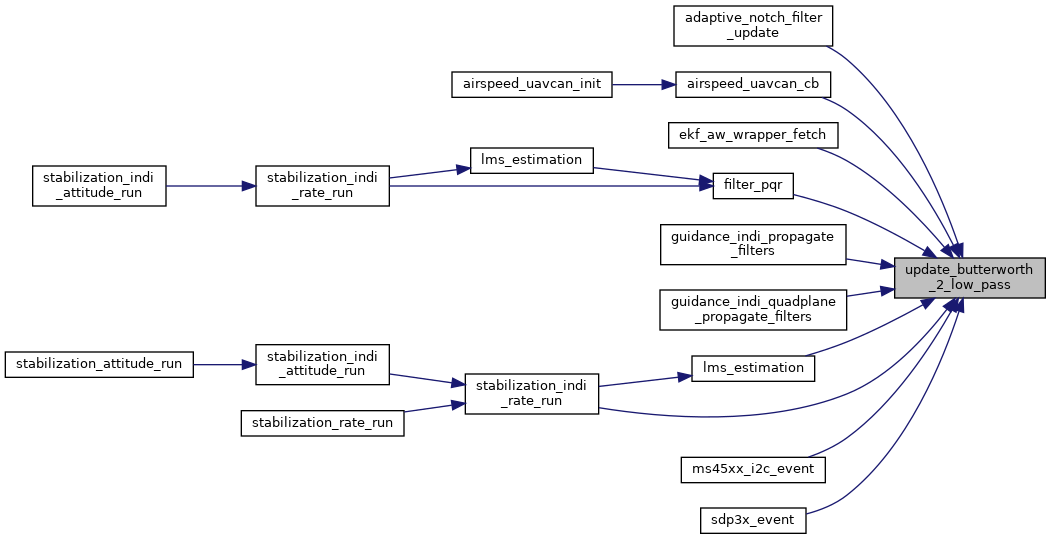 adaptive_notch_filter
_update
airspeed_uavcan_init
airspeed_uavcan_cb
ekf_aw_wrapper_fetch
lms_estimation
stabilization_indi
_attitude_run
stabilization_indi
_rate_run
filter_pqr
guidance_indi_propagate
_filters
update_butterworth
_2_low_pass
guidance_indi_quadplane
_propagate_filters
stabilization_attitude_run
stabilization_indi
_attitude_run
lms_estimation
stabilization_indi
_rate_run
stabilization_rate_run
ms45xx_i2c_event
sdp3x_event